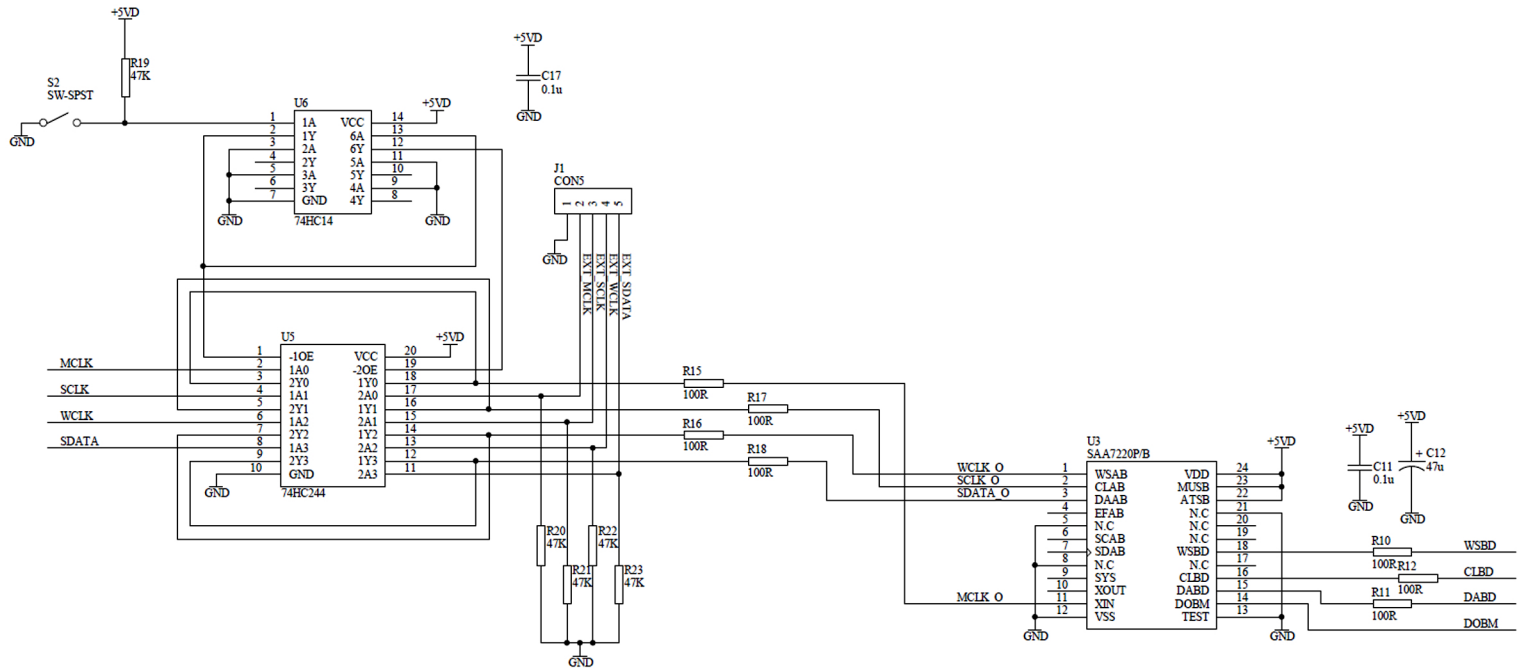 +5VD
R19
47K
S2
SW-SPST
GND
+5VD
C17
0.1u
GND
U6
+5VD
1 1A VCC 14
2 1Y 6A 13
3 2A 6Y 12
4 2Y 5A 11
5 3A 5Y 10
6 3Y 4A 9
7 GND 4Y 8
GND
74HC14
GND
J1
CON5
1 2 3 4 5
GND
EXT_MCLK
EXT_SCLK
EXT_WCLK
EXT_SDATA
U5
+5VD
1 -1OE VCC 20
MCLK 2 1A0 -2OE 19
3 2Y0 1Y0 18
SCLK 4 1A1 2A0 17
5 2Y1 1Y1 16
WCLK 6 1A2 2A1 15
7 2Y2 1Y2 14
SDATA 8 1A3 2A2 13
9 2Y3 1Y3 12
10 GND 2A3 11
GND
74HC244
R15
100R
R17
100R
R16
100R
R18
100R
R20
47K
R22
47K
R21
47K
R23
47K
GND
U3
SAA7220P/B
+5VD
WCLK_O 1 WSAB VDD 24
SCLK_O 2 CLAB MUSB 23
SDATA_O 3 DAAB ATSB 22
4 EFAB N.C 21
5 N.C N.C 20
6 SCAB N.C 19
7 SDAB WSBD 18
8 N.C N.C 17
9 SYS CLBD 16
10 XOUT DABD 15
MCLK_O 11 XIN DOBM 14
12 VSS TEST 13
GND
GND
+5VD
C11
0.1u
GND
+5VD
+
C12
47u
GND
R10
100R
WSBD
R12
100R
CLBD
R11
100R
DABD
DOBM